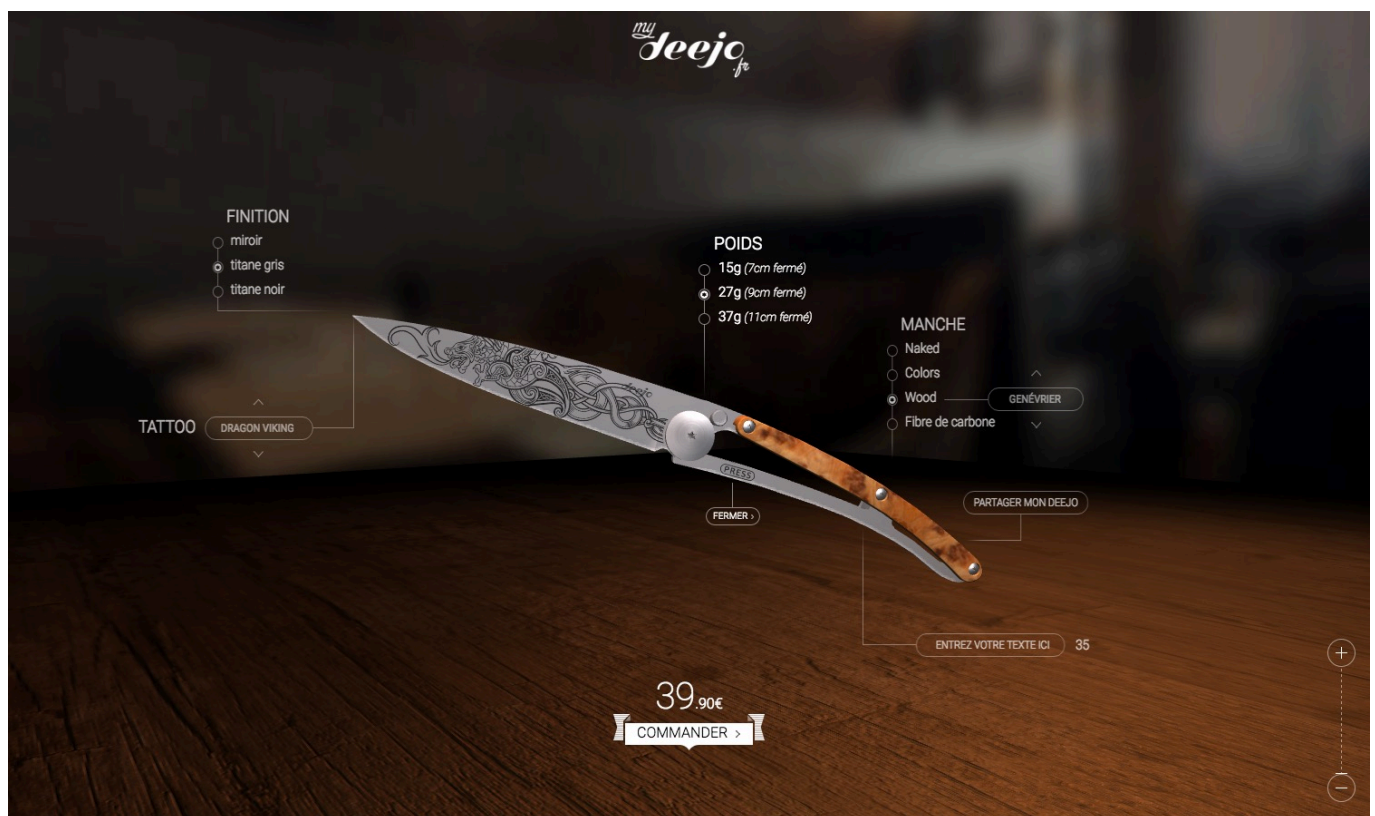 my
deejo
.fr
FINITION
miroir
titane gris
titane noir
POIDS
15g (7cm fermé)
27g (9cm fermé)
37g (11cm fermé)
MANCHE
Naked
Colors
Wood
GENÉVRIER
Fibre de carbone
TATTOO
DRAGON VIKING
deejo
PRESS
FERMER ›
PARTAGER MON DEEJO
ENTREZ VOTRE TEXTE ICI 35
39.90€
COMMANDER ›